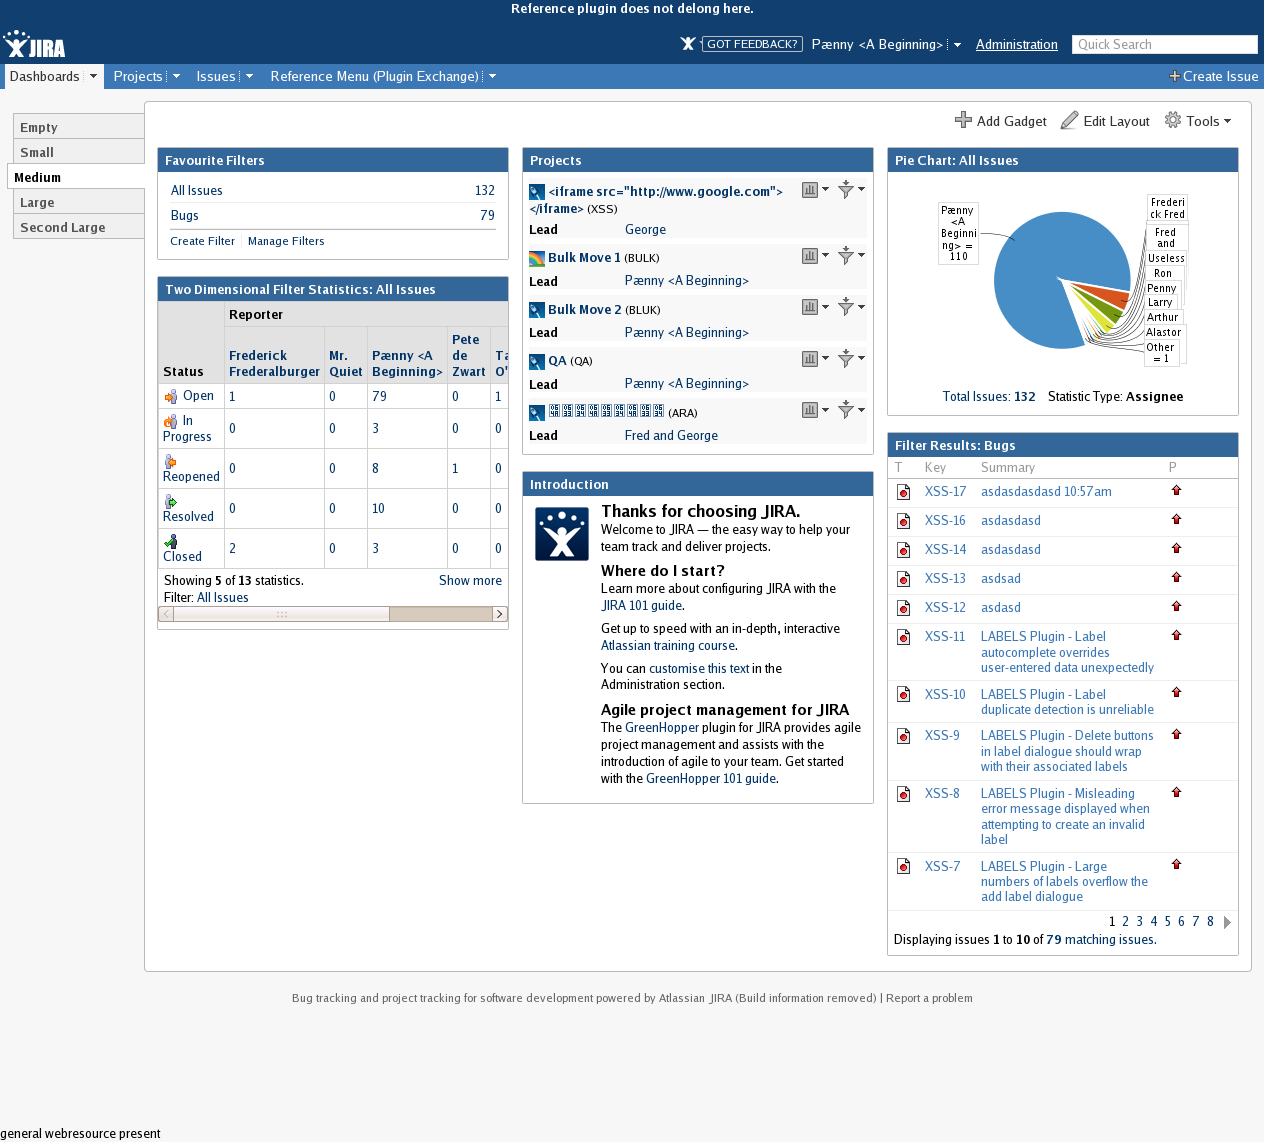 Reference plugin does not delong here.
JIRA
GOT FEEDBACK? Pænny <A Beginning> Administration Quick Search
Dashboards Projects Issues Reference Menu (Plugin Exchange) Create Issue
Empty
Small
Medium
Large
Second Large
Add Gadget Edit Layout Tools
Favourite Filters
All Issues 132
Bugs 79
Create Filter Manage Filters
Two Dimensional Filter Statistics: All Issues
Reporter
Status Frederick Frederalburger Mr. Quiet Pænny <A Beginning> Pete de Zwart
Open 1 0 79 0 1
In Progress 0 0 3 0 0
Reopened 0 0 8 1 0
Resolved 0 0 10 0 0
Closed 2 0 3 0 0
Showing 5 of 13 statistics. Show more
Filter: All Issues
Projects
<iframe src="http://www.google.com">
</iframe> (XSS)
Lead George
Bulk Move 1 (BULK)
Lead Pænny <A Beginning>
Bulk Move 2 (BLUK)
Lead Pænny <A Beginning>
QA (QA)
Lead Pænny <A Beginning>
(ARA)
Lead Fred and George
Introduction
Thanks for choosing JIRA.
Welcome to JIRA — the easy way to help your
team track and deliver projects.
Where do I start?
Learn more about configuring JIRA with the
JIRA 101 guide.
Get up to speed with an in-depth, interactive
Atlassian training course.
You can customise this text in the
Administration section.
Agile project management for JIRA
The GreenHopper plugin for JIRA provides agile
project management and assists with the
introduction of agile to your team. Get started
with the GreenHopper 101 guide.
Pie Chart: All Issues
Pænny
<A
Beginni
ng> =
110
Frederi
ck Fred
Fred
and
Useless
Ron
Penny
Larry
Arthur
Alastor
Other
= 1
Total Issues: 132 Statistic Type: Assignee
Filter Results: Bugs
T Key Summary P
XSS-17 asdasdasdasd 10:57am
XSS-16 asdasdasd
XSS-14 asdasdasd
XSS-13 asdsad
XSS-12 asdasd
XSS-11 LABELS Plugin - Label
autocomplete overrides
user-entered data unexpectedly
XSS-10 LABELS Plugin - Label
duplicate detection is unreliable
XSS-9 LABELS Plugin - Delete buttons
in label dialogue should wrap
with their associated labels
XSS-8 LABELS Plugin - Misleading
error message displayed when
attempting to create an invalid
label
XSS-7 LABELS Plugin - Large
numbers of labels overflow the
add label dialogue
1 2 3 4 5 6 7 8
Displaying issues 1 to 10 of 79 matching issues.
Bug tracking and project tracking for software development powered by Atlassian JIRA (Build information removed) | Report a problem
general webresource present